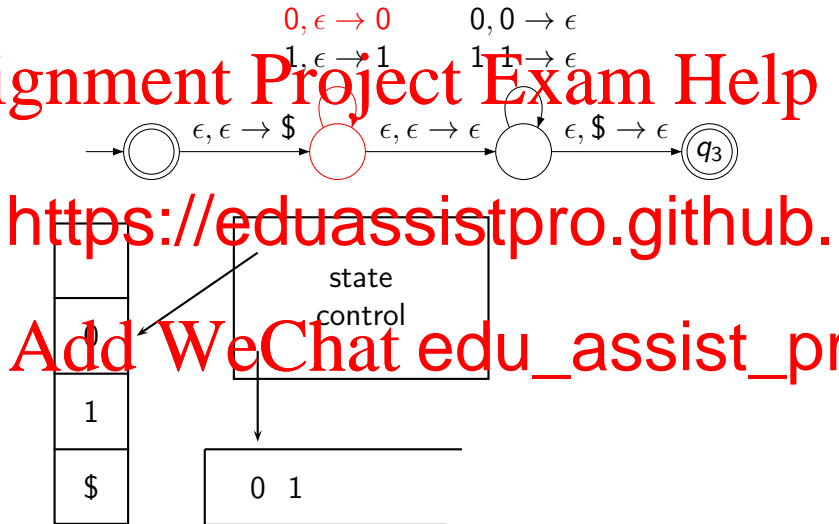 0, ϵ → 0 0, 0 → ϵ
1, ϵ → 1 1, 1 → ϵ
ignment Project Exam Help
ϵ, ϵ → $ ϵ, ϵ → ϵ ϵ, $ → ϵ
q3
https://eduassistpro.github.
state
control
0
Add WeChat edu_assist_pr
1
$ 0 1